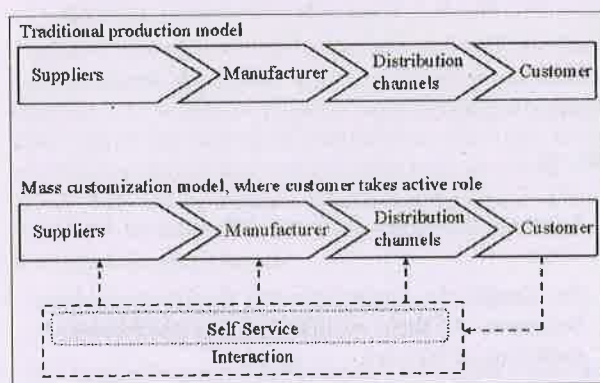 Traditional production model
Suppliers
Manufacturer
Distribution
channels
Customer
Mass customization model, where customer takes active role
Suppliers
Manufacturer
Distribution
channels
Customer
Self Service
Interaction